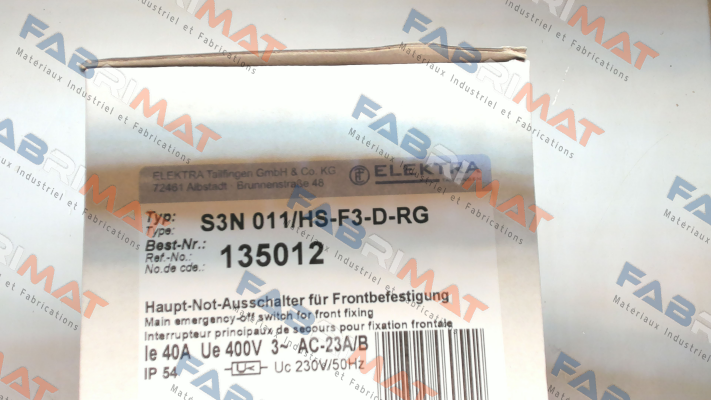 ELEKTRA Tailfingen GmbH & Co. KG
72461 Albstadt Brunnenstraße 48
ELEKTRA
Typ:
Type:
S3N 011/HS-F3-D-RG
Best-Nr.:
Ref.-No.:
No.de cde.:
135012
Haupt-Not-Ausschalter für Frontbefestigung
Main emergency-off switch for front fixing
Interrupteur principaux de secours pour fixation frontale
Ie 40A Ue 400V 3~ AC-23A/B
IP 54 Uc 230V/50Hz
FABRIMAT
Matériaux Industriel et Fabrications